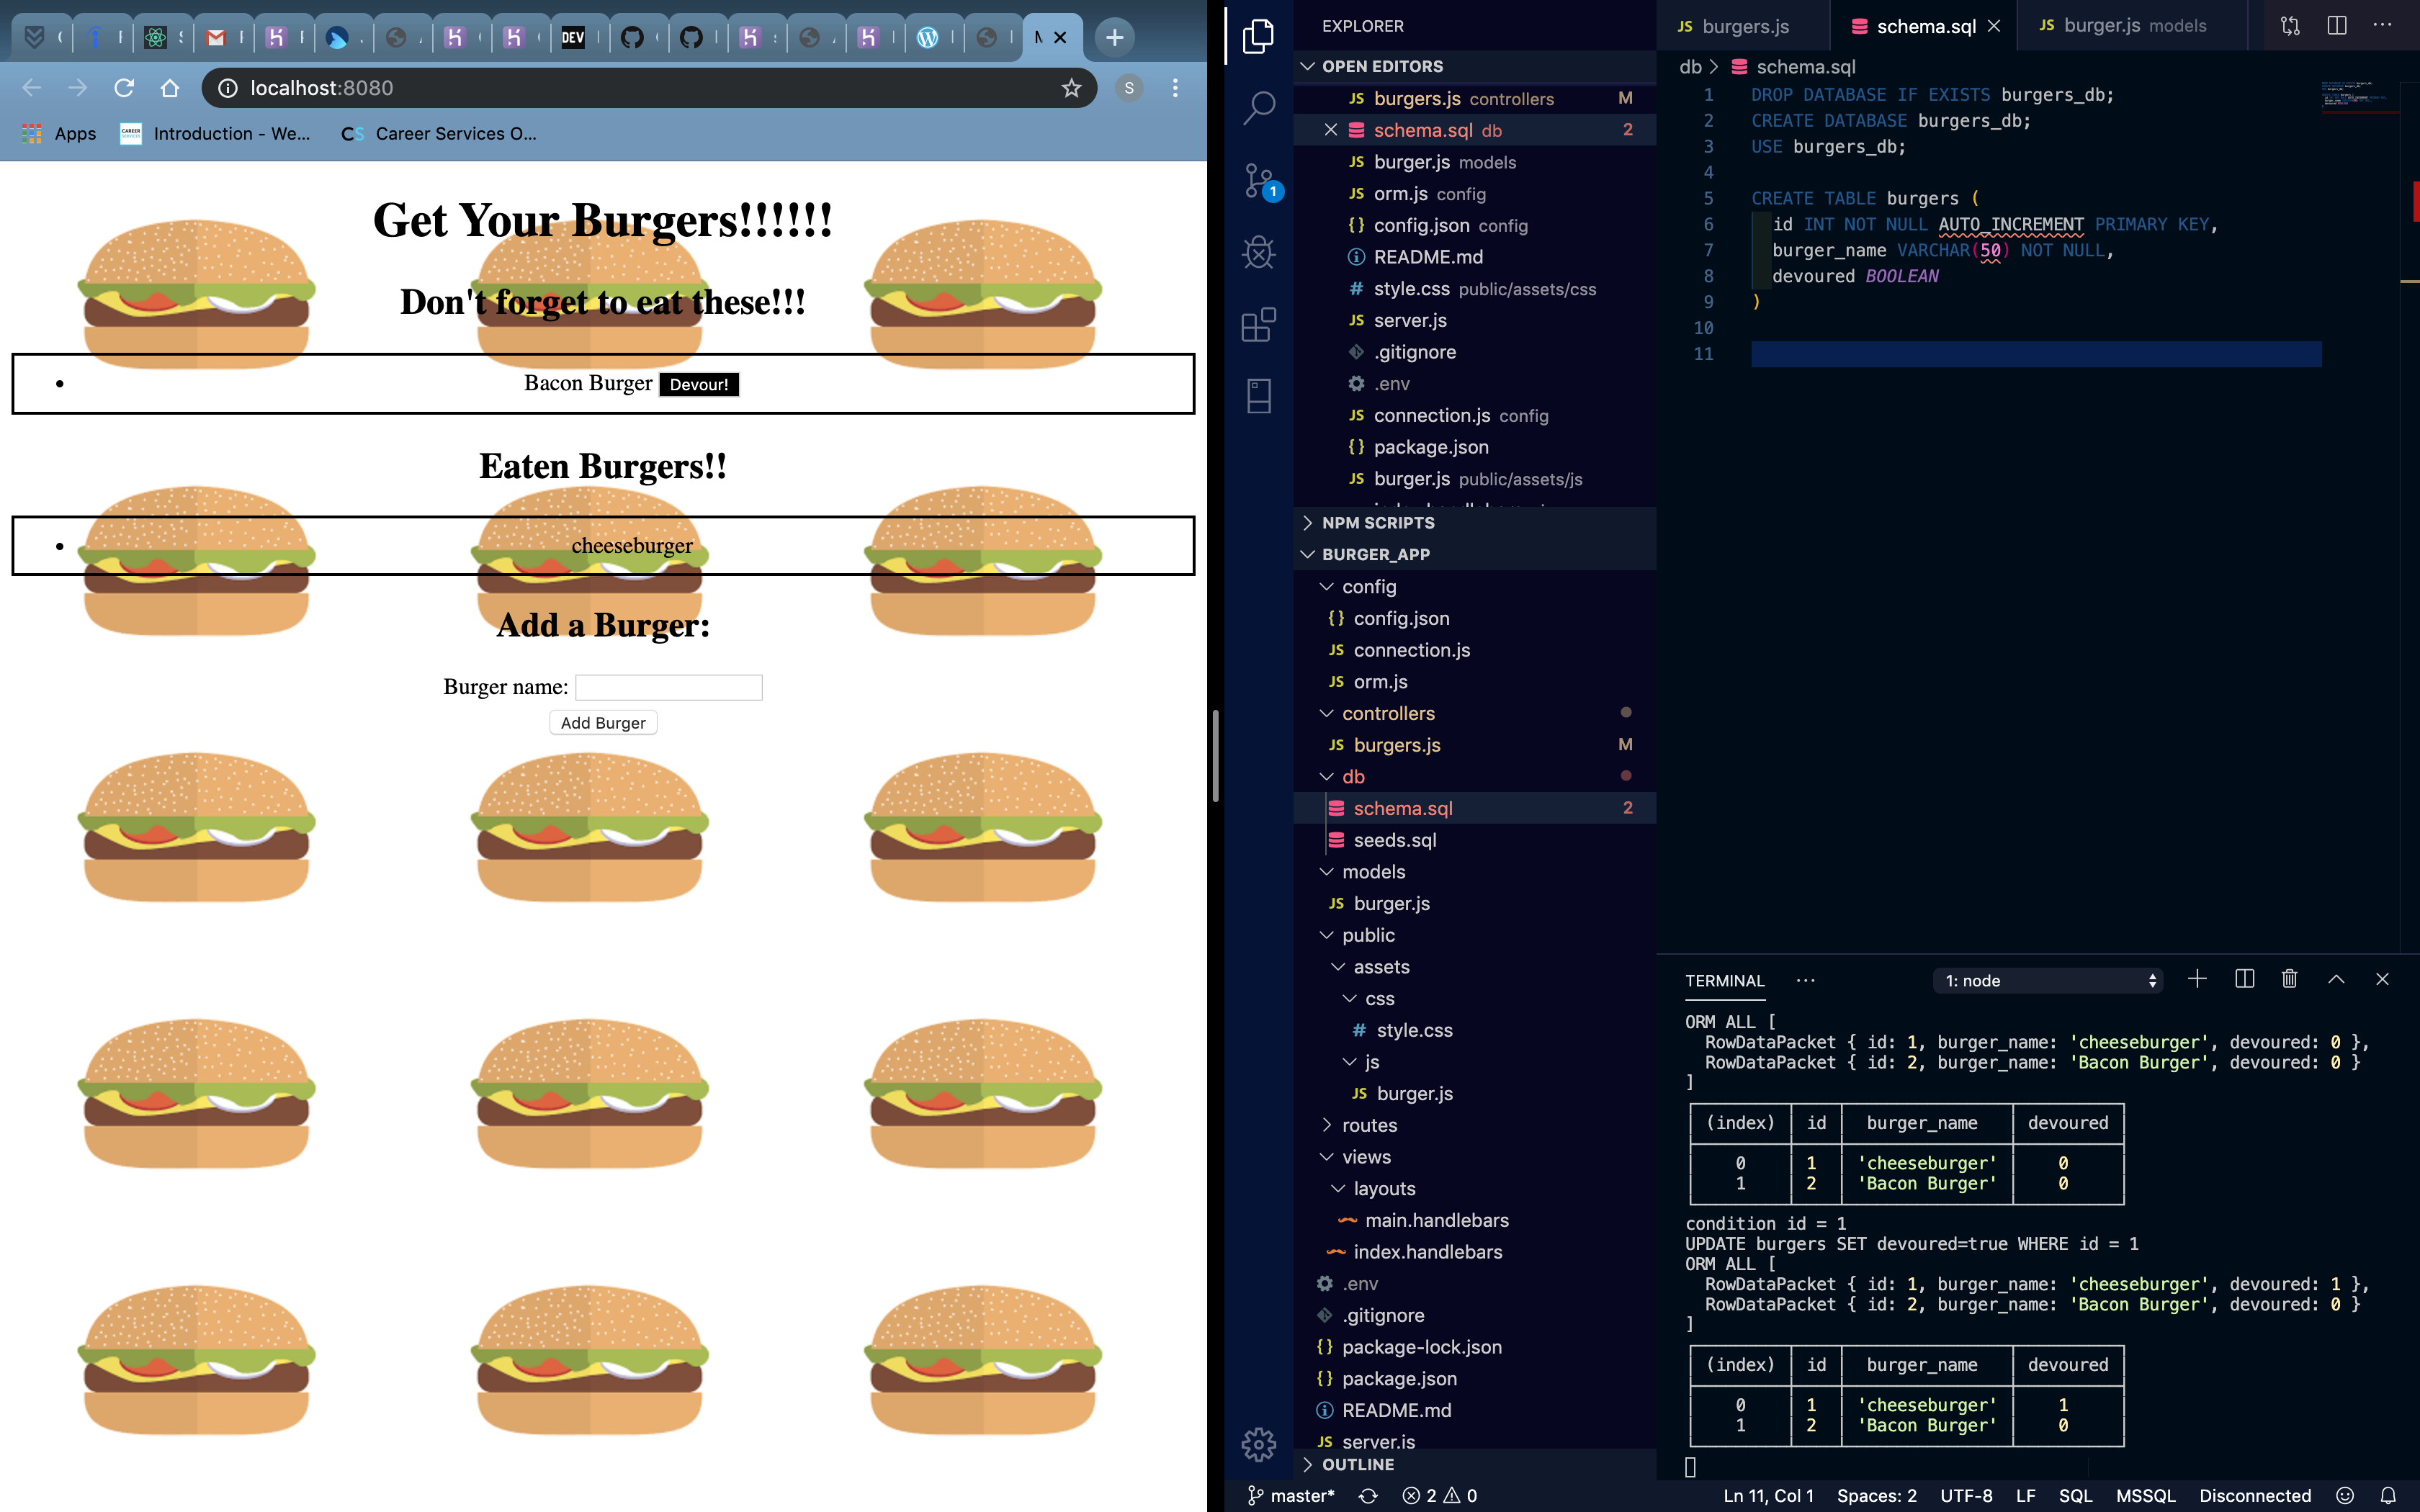 DEV
localhost:8080
S
Apps
Introduction - We...
CS Career Services O...
Get Your Burgers!!!!!!
Don't forget to eat these!!!
Bacon Burger Devour!
Eaten Burgers!!
cheeseburger
Add a Burger:
Burger name:
Add Burger
EXPLORER
OPEN EDITORS
JS burgers.js controllers M
schema.sql db 2
JS burger.js models
JS orm.js config
{} config.json config
README.md
# style.css public/assets/css
JS server.js
.gitignore
.env
JS connection.js config
{} package.json
JS burger.js public/assets/js
NPM SCRIPTS
BURGER_APP
config
{} config.json
JS connection.js
JS orm.js
controllers
JS burgers.js M
db
schema.sql 2
seeds.sql
models
JS burger.js
public
assets
css
# style.css
js
JS burger.js
routes
views
layouts
main.handlebars
index.handlebars
.env
.gitignore
{} package-lock.json
{} package.json
README.md
JS server.js
OUTLINE
1
JS burgers.js
schema.sql
JS burger.js models
db > schema.sql
1 DROP DATABASE IF EXISTS burgers_db;
2 CREATE DATABASE burgers_db;
3 USE burgers_db;
4
5 CREATE TABLE burgers (
6 id INT NOT NULL AUTO_INCREMENT PRIMARY KEY,
7 burger_name VARCHAR(50) NOT NULL,
8 devoured BOOLEAN
9 )
10
11
TERMINAL ... 1: node
ORM ALL [
RowDataPacket { id: 1, burger_name: 'cheeseburger', devoured: 0 },
RowDataPacket { id: 2, burger_name: 'Bacon Burger', devoured: 0 }
]
(index) id burger_name devoured
0 1 'cheeseburger' 0
1 2 'Bacon Burger' 0
condition id = 1
UPDATE burgers SET devoured=true WHERE id = 1
ORM ALL [
RowDataPacket { id: 1, burger_name: 'cheeseburger', devoured: 1 },
RowDataPacket { id: 2, burger_name: 'Bacon Burger', devoured: 0 }
]
(index) id burger_name devoured
0 1 'cheeseburger' 1
1 2 'Bacon Burger' 0
master* 2 0 Ln 11, Col 1 Spaces: 2 UTF-8 LF SQL MSSQL Disconnected